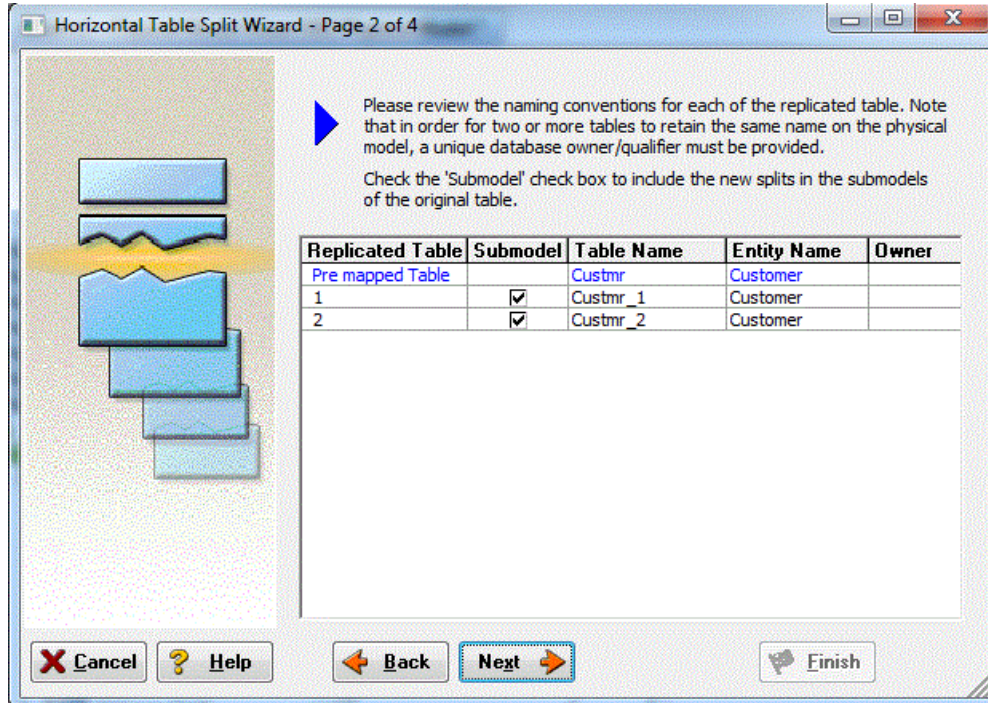 Horizontal Table Split Wizard - Page 2 of 4
Please review the naming conventions for each of the replicated table. Note
that in order for two or more tables to retain the same name on the physical
model, a unique database owner/qualifier must be provided.
Check the 'Submodel' check box to include the new splits in the submodels
of the original table.
Replicated Table Submodel Table Name Entity Name Owner
Pre mapped Table Custmr Customer
1 Custmr_1 Customer
2 Custmr_2 Customer
Cancel Help Back Next Finish